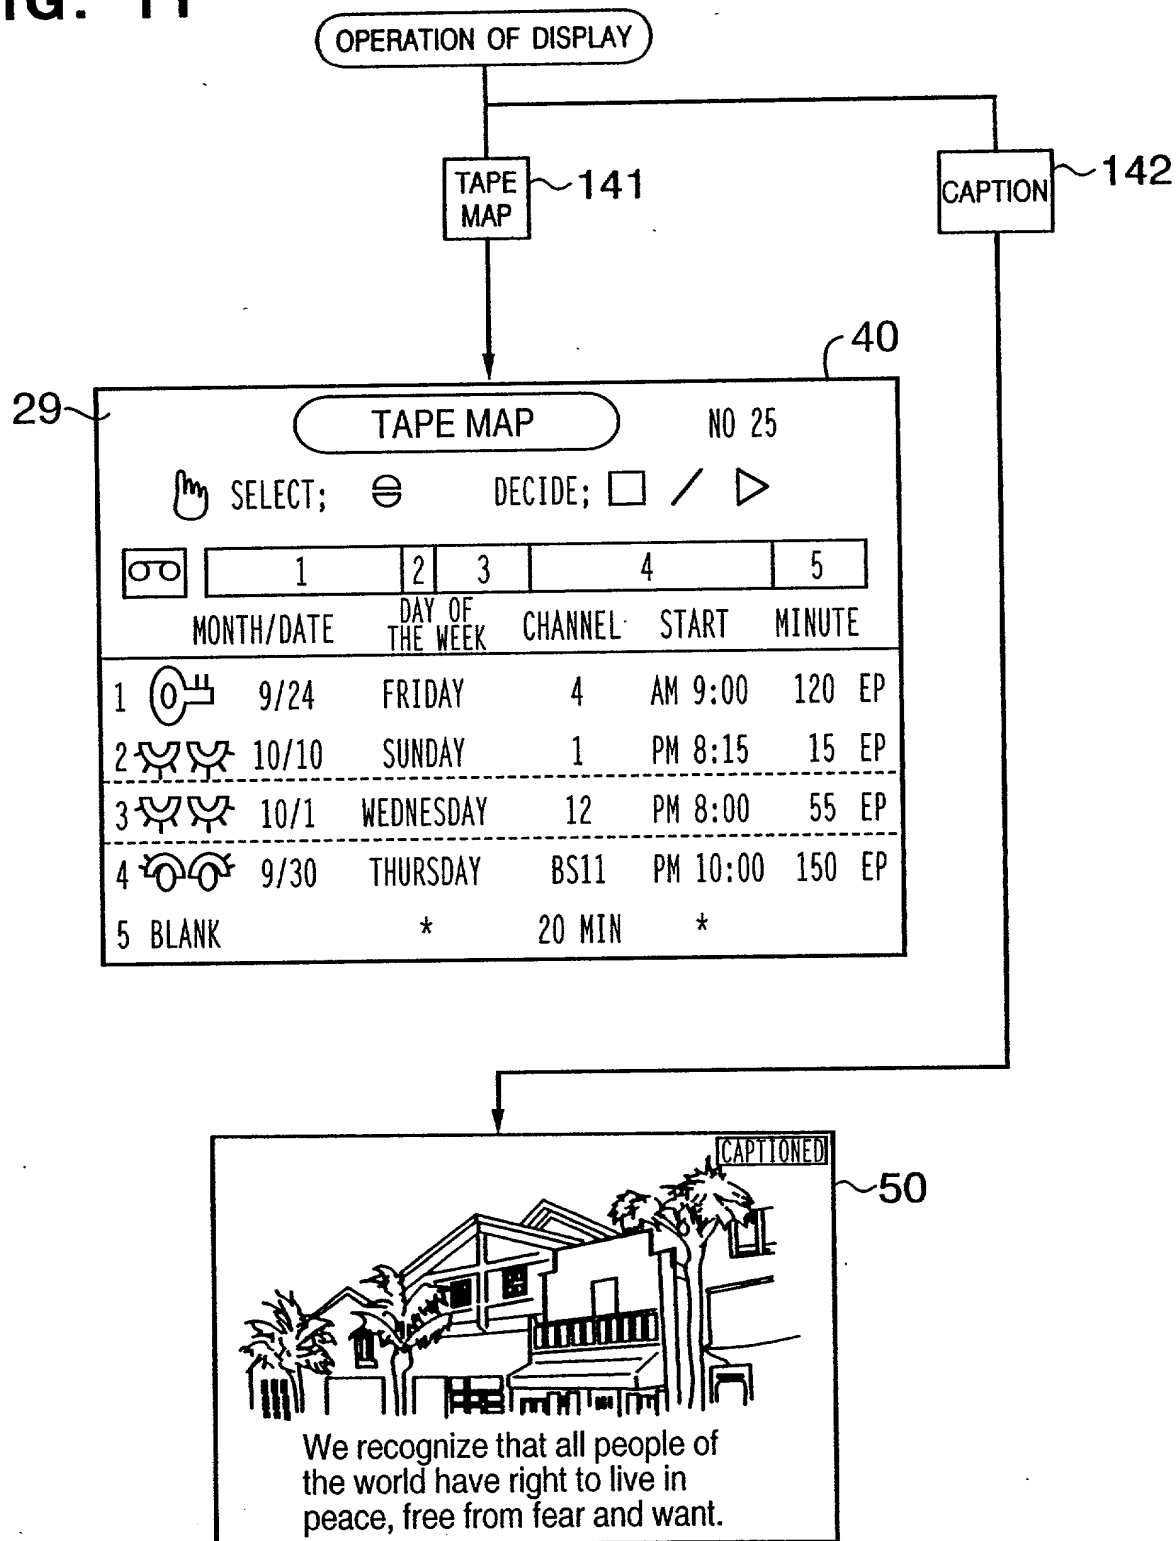 FIG. 11
OPERATION OF DISPLAY
TAPE
MAP
141
CAPTION
142
40
29
TAPE MAP NO 25
SELECT; DECIDE;
1 2 3 4 5
MONTH/DATE DAY OF THE WEEK CHANNEL START MINUTE
1 9/24 FRIDAY 4 AM 9:00 120 EP
2 10/10 SUNDAY 1 PM 8:15 15 EP
3 10/1 WEDNESDAY 12 PM 8:00 55 EP
4 9/30 THURSDAY BS11 PM 10:00 150 EP
5 BLANK * 20 MIN *
CAPTIONED
50
We recognize that all people of
the world have right to live in
peace, free from fear and want.